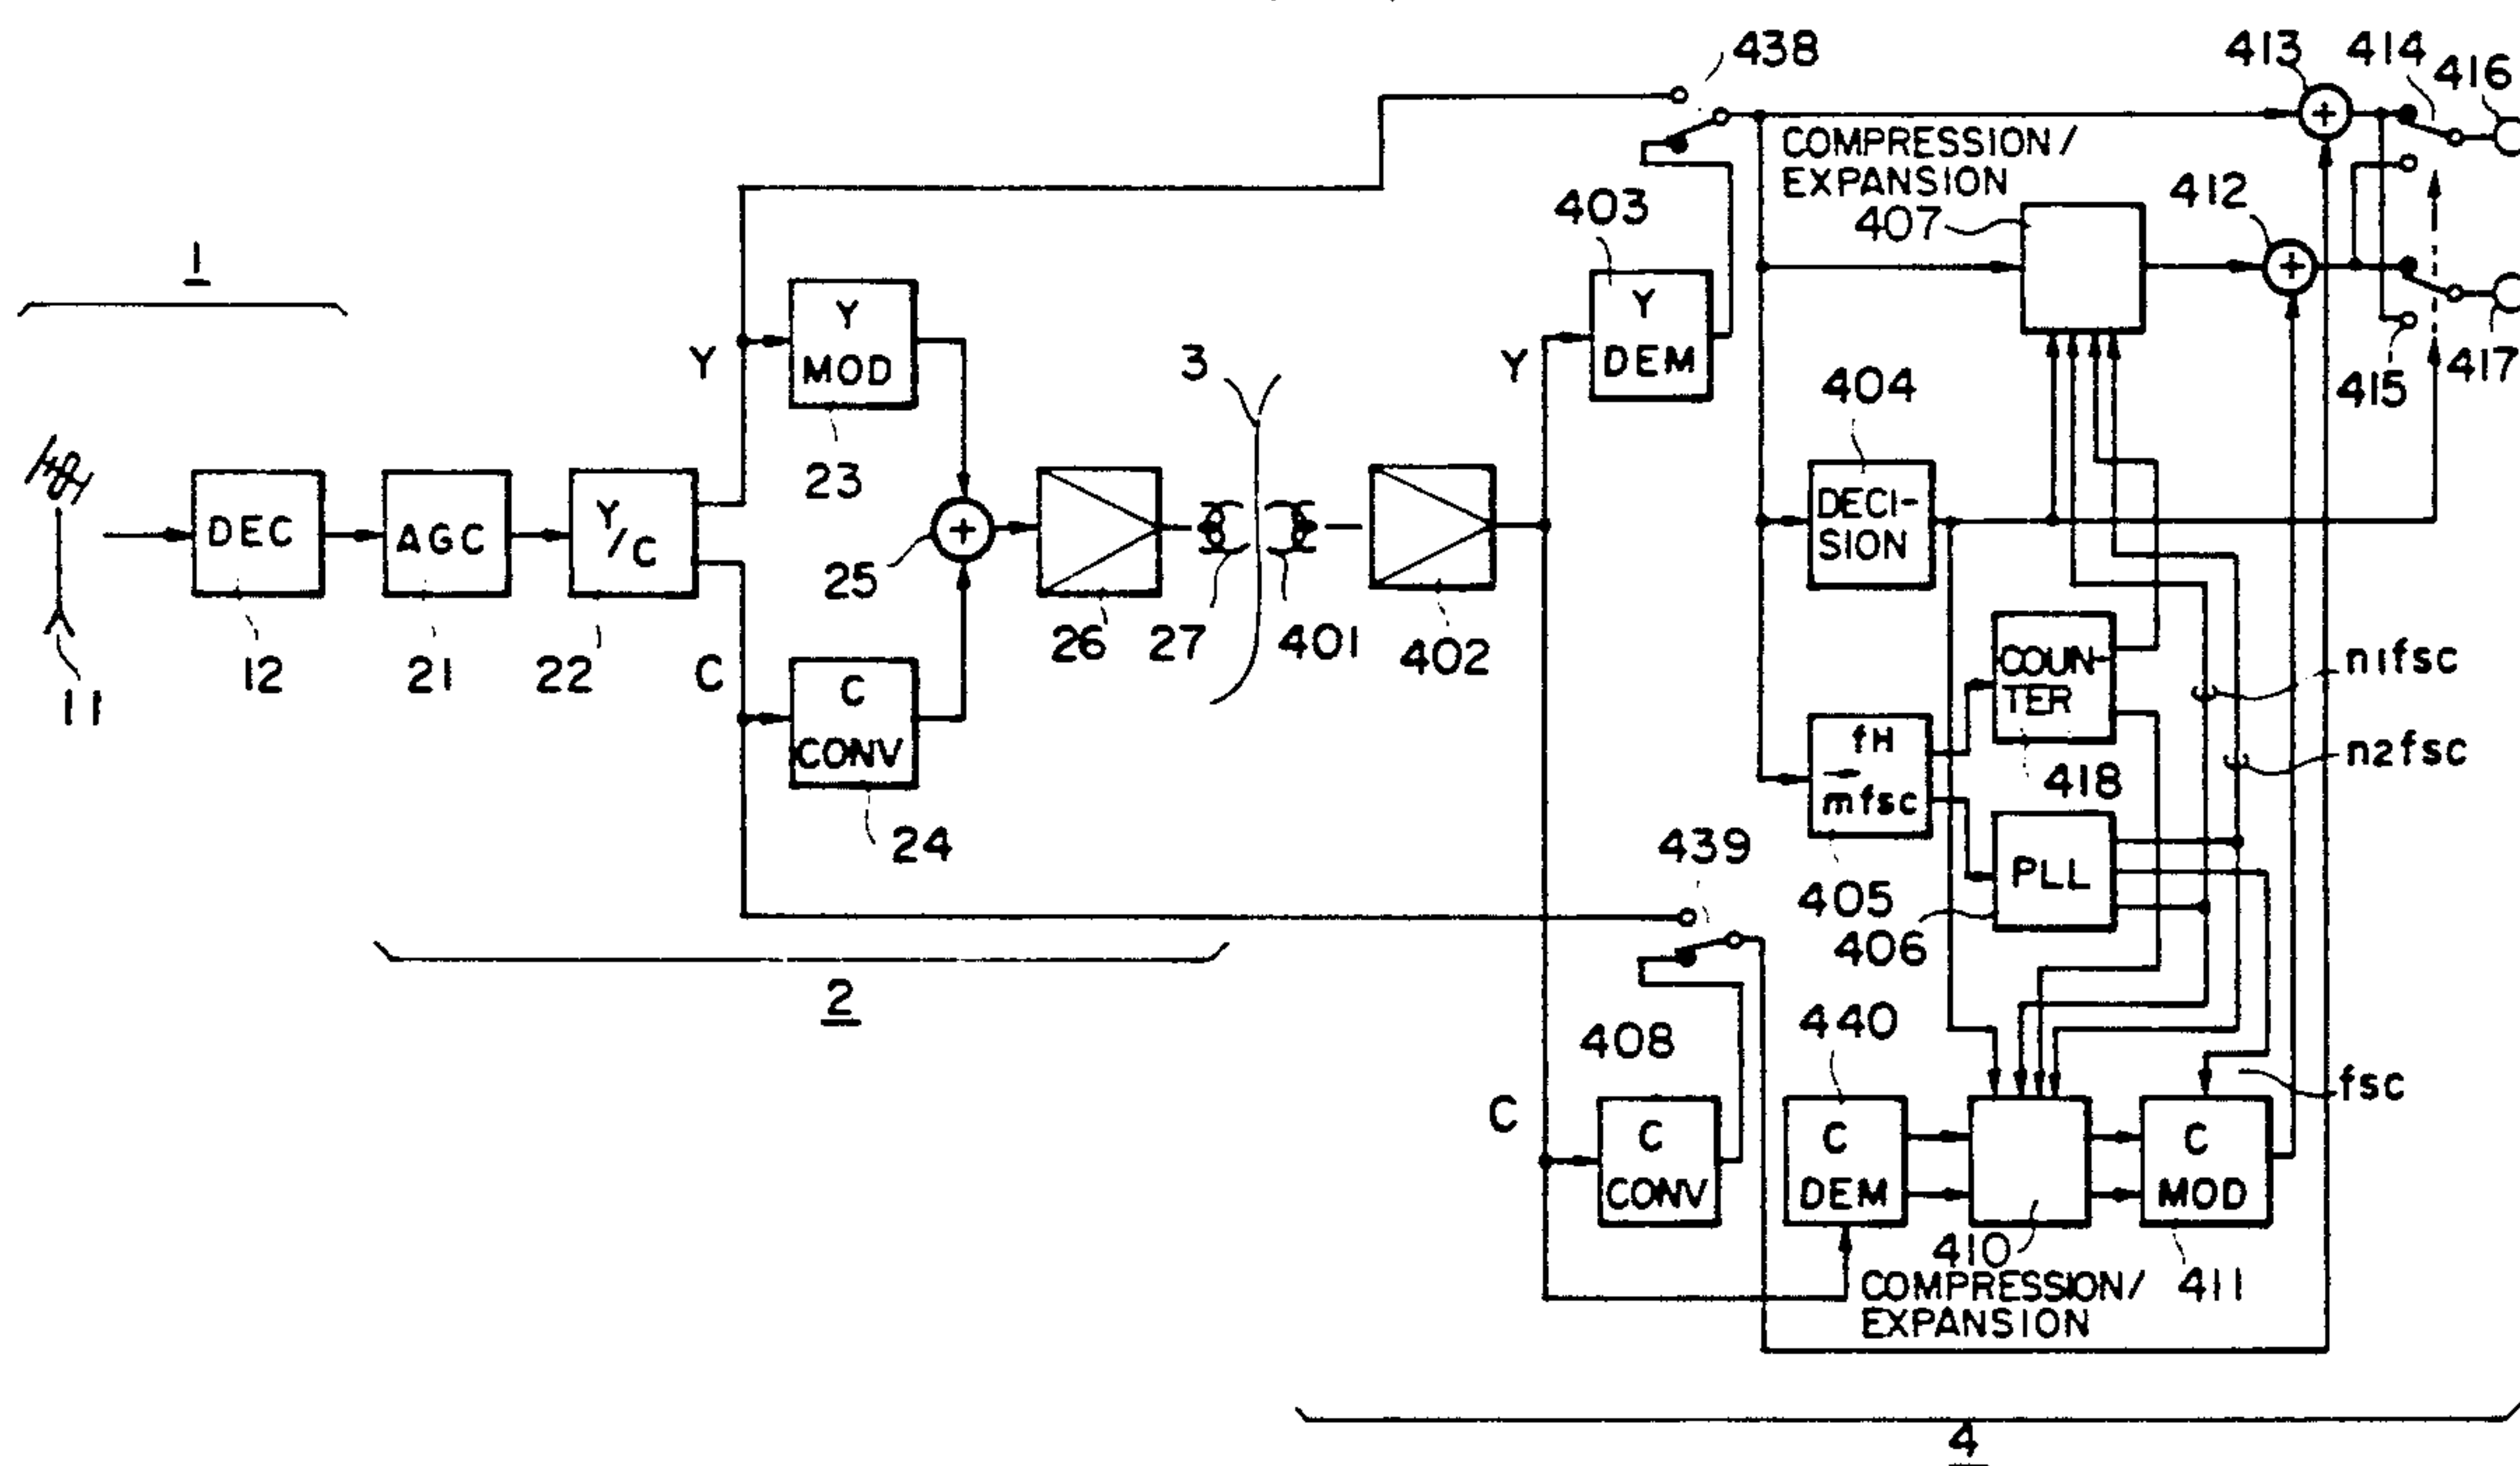 438
413
414
416
COMPRESSION/
EXPANSION
403
407
412
1
Y
MOD
Y
DEM
Y
3
Y
404
415
417
23
DEC
AGC
Y
/C
25
DECI-
SION
11
12
21
22
C
26
27
401
402
COUN-
TER
n1fsc
C
CONV
fH
→
mfsc
418
n2fsc
24
439
PLL
405
406
2
408
440
fsc
C
C
CONV
C
DEM
C
MOD
410
COMPRESSION/
EXPANSION
411
4